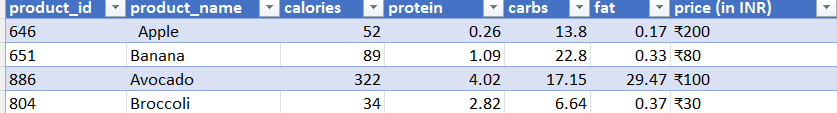 product_id product_name calories protein carbs fat price (in INR)
646 Apple 52 0.26 13.8 0.17 ₹200
651 Banana 89 1.09 22.8 0.33 ₹80
886 Avocado 322 4.02 17.15 29.47 ₹100
804 Broccoli 34 2.82 6.64 0.37 ₹30